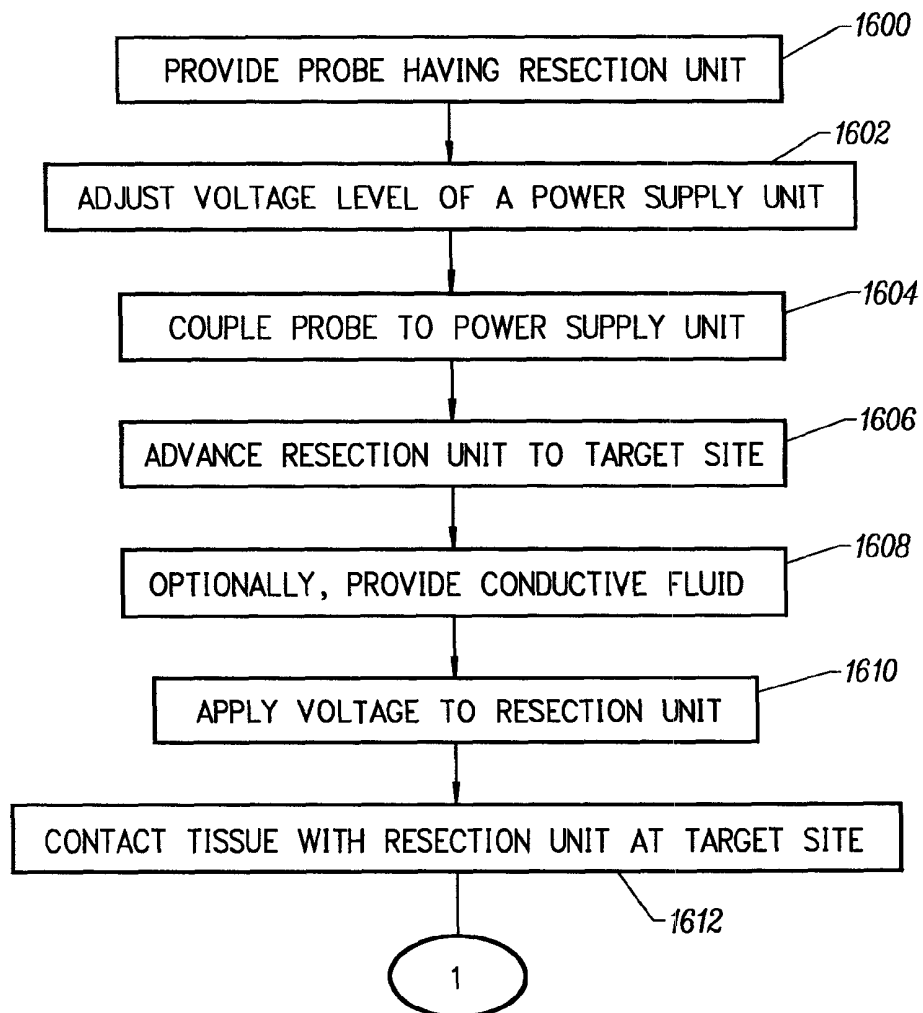 1600
PROVIDE PROBE HAVING RESECTION UNIT
1602
ADJUST VOLTAGE LEVEL OF A POWER SUPPLY UNIT
1604
COUPLE PROBE TO POWER SUPPLY UNIT
1606
ADVANCE RESECTION UNIT TO TARGET SITE
1608
OPTIONALLY, PROVIDE CONDUCTIVE FLUID
1610
APPLY VOLTAGE TO RESECTION UNIT
CONTACT TISSUE WITH RESECTION UNIT AT TARGET SITE
1612
1